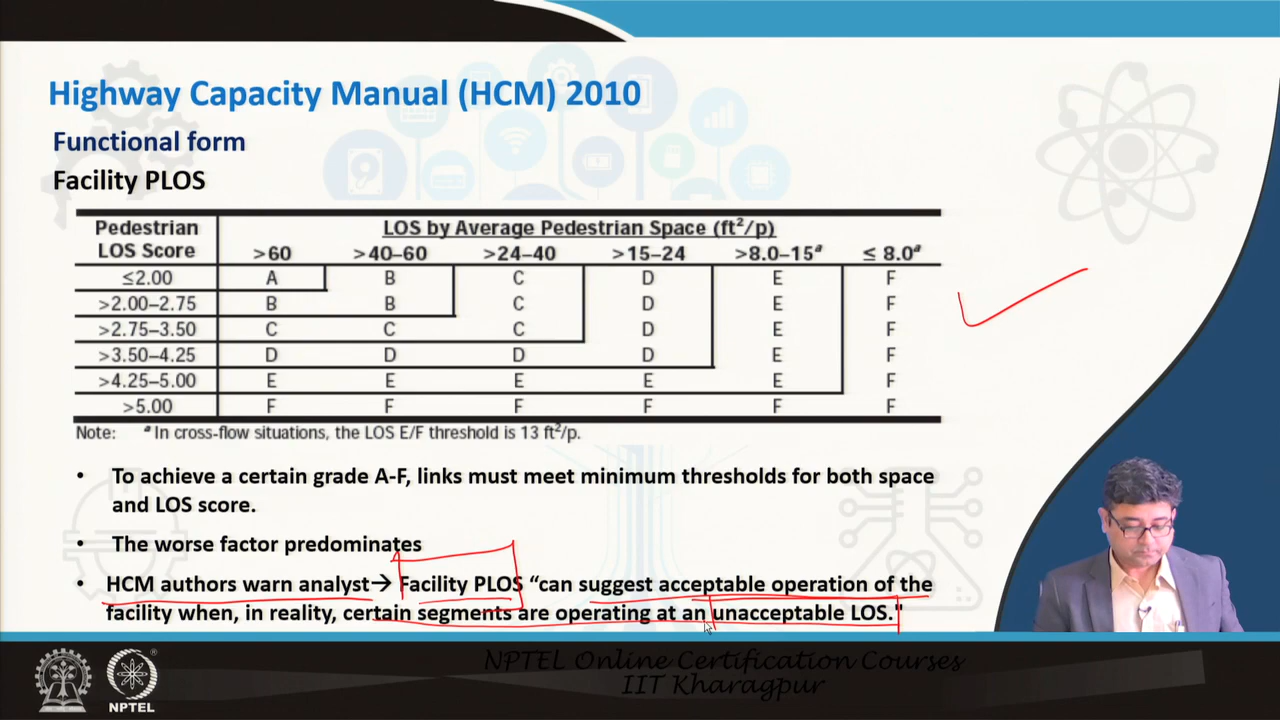 Highway Capacity Manual (HCM) 2010
Functional form
Facility PLOS
Pedestrian LOS by Average Pedestrian Space (ft²/p)
LOS Score >60 >40–60 >24–40 >15–24 >8.0–15ᵃ ≤ 8.0ᵃ
≤2.00 A B C D E F
>2.00–2.75 B B C D E F
>2.75–3.50 C C C D E F
>3.50–4.25 D D D D E F
>4.25–5.00 E E E E E F
>5.00 F F F F F F
Note: ᵃ In cross-flow situations, the LOS E/F threshold is 13 ft²/p.
• To achieve a certain grade A-F, links must meet minimum thresholds for both space
and LOS score.
• The worse factor predominates
• HCM authors warn analyst→ Facility PLOS “can suggest acceptable operation of the
facility when, in reality, certain segments are operating at an unacceptable LOS."
NPTEL Online Certification Courses
IIT Kharagpur
NPTEL